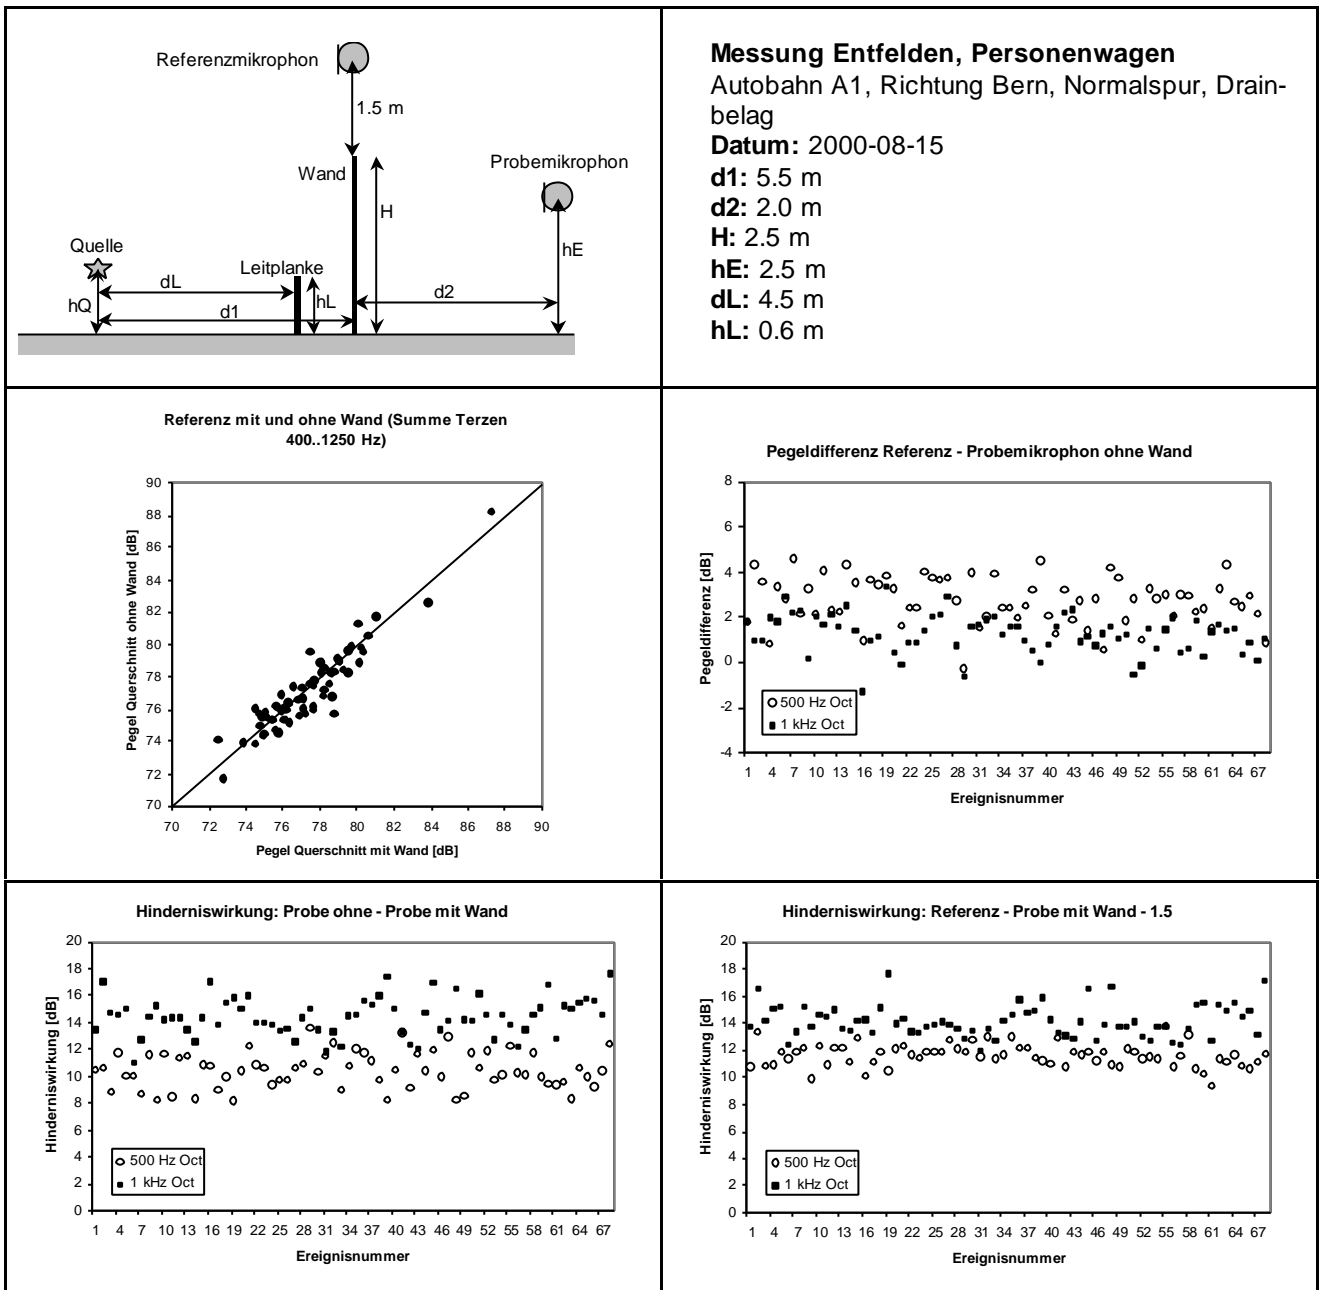 Referenzmikrophon
1.5 m
Wand
Probemikrophon
H
Quelle
hE
Leitplanke
dL
d2
hQ
hL
d1
Messung Entfelden, Personenwagen
Autobahn A1, Richtung Bern, Normalspur, Drain-
belag
Datum: 2000-08-15
d1: 5.5 m
d2: 2.0 m
H: 2.5 m
hE: 2.5 m
dL: 4.5 m
hL: 0.6 m
Referenz mit und ohne Wand (Summe Terzen
400..1250 Hz)
Pegel Querschnitt ohne Wand [dB]
90
88
86
84
82
80
78
76
74
72
70
70 72 74 76 78 80 82 84 86 88 90
Pegel Querschnitt mit Wand [dB]
Pegeldifferenz Referenz - Probemikrophon ohne Wand
Pegeldifferenz [dB]
8
6
4
2
0
-2
-4
500 Hz Oct
1 kHz Oct
1 4 7 10 13 16 19 22 25 28 31 34 37 40 43 46 49 52 55 58 61 64 67
Ereignisnummer
Hinderniswirkung: Probe ohne - Probe mit Wand
Hinderniswirkung [dB]
20
18
16
14
12
10
8
6
4
2
0
500 Hz Oct
1 kHz Oct
1 4 7 10 13 16 19 22 25 28 31 34 37 40 43 46 49 52 55 58 61 64 67
Ereignisnummer
Hinderniswirkung: Referenz - Probe mit Wand - 1.5
Hinderniswirkung [dB]
20
18
16
14
12
10
8
6
4
2
0
500 Hz Oct
1 kHz Oct
1 4 7 10 13 16 19 22 25 28 31 34 37 40 43 46 49 52 55 58 61 64 67
Ereignisnummer